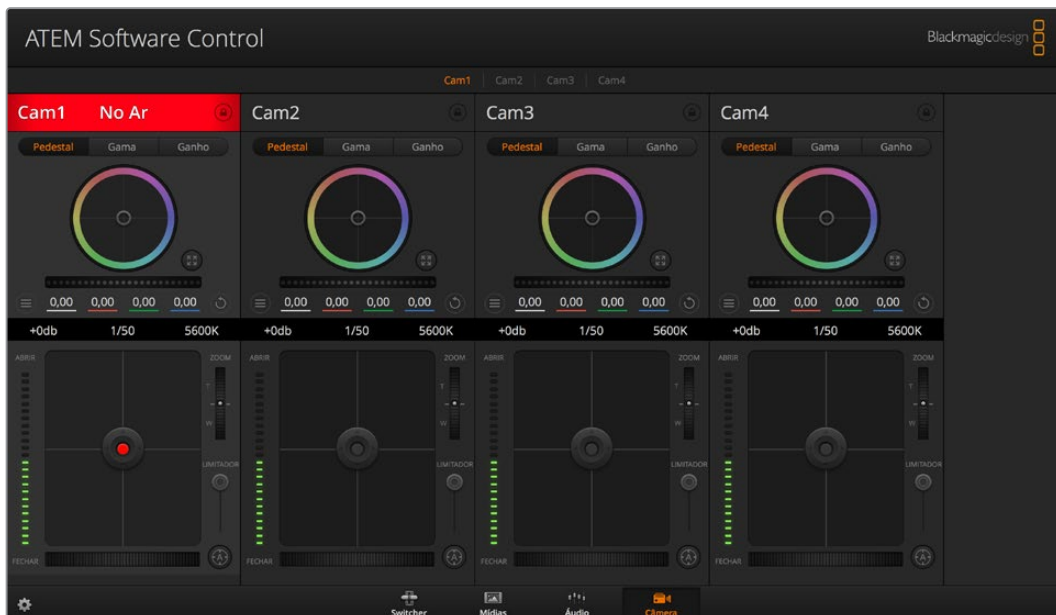 ATEM Software Control
Blackmagicdesign
Cam1 Cam2 Cam3 Cam4
Cam1 No Ar Cam2 Cam3 Cam4
Pedestal Gama Ganho Pedestal Gama Ganho Pedestal Gama Ganho Pedestal Gama Ganho
0,00 0,00 0,00 0,00 0,00 0,00 0,00 0,00 0,00 0,00 0,00 0,00 0,00 0,00 0,00 0,00
+0db 1/50 5600K +0db 1/50 5600K +0db 1/50 5600K +0db 1/50 5600K
ABRIR ZOOM ABRIR ZOOM ABRIR ZOOM ABRIR ZOOM
T T T T
W W W W
LIMITADOR LIMITADOR LIMITADOR LIMITADOR
A A A A
FECHAR FECHAR FECHAR FECHAR
Switcher Mídias Áudio Câmera